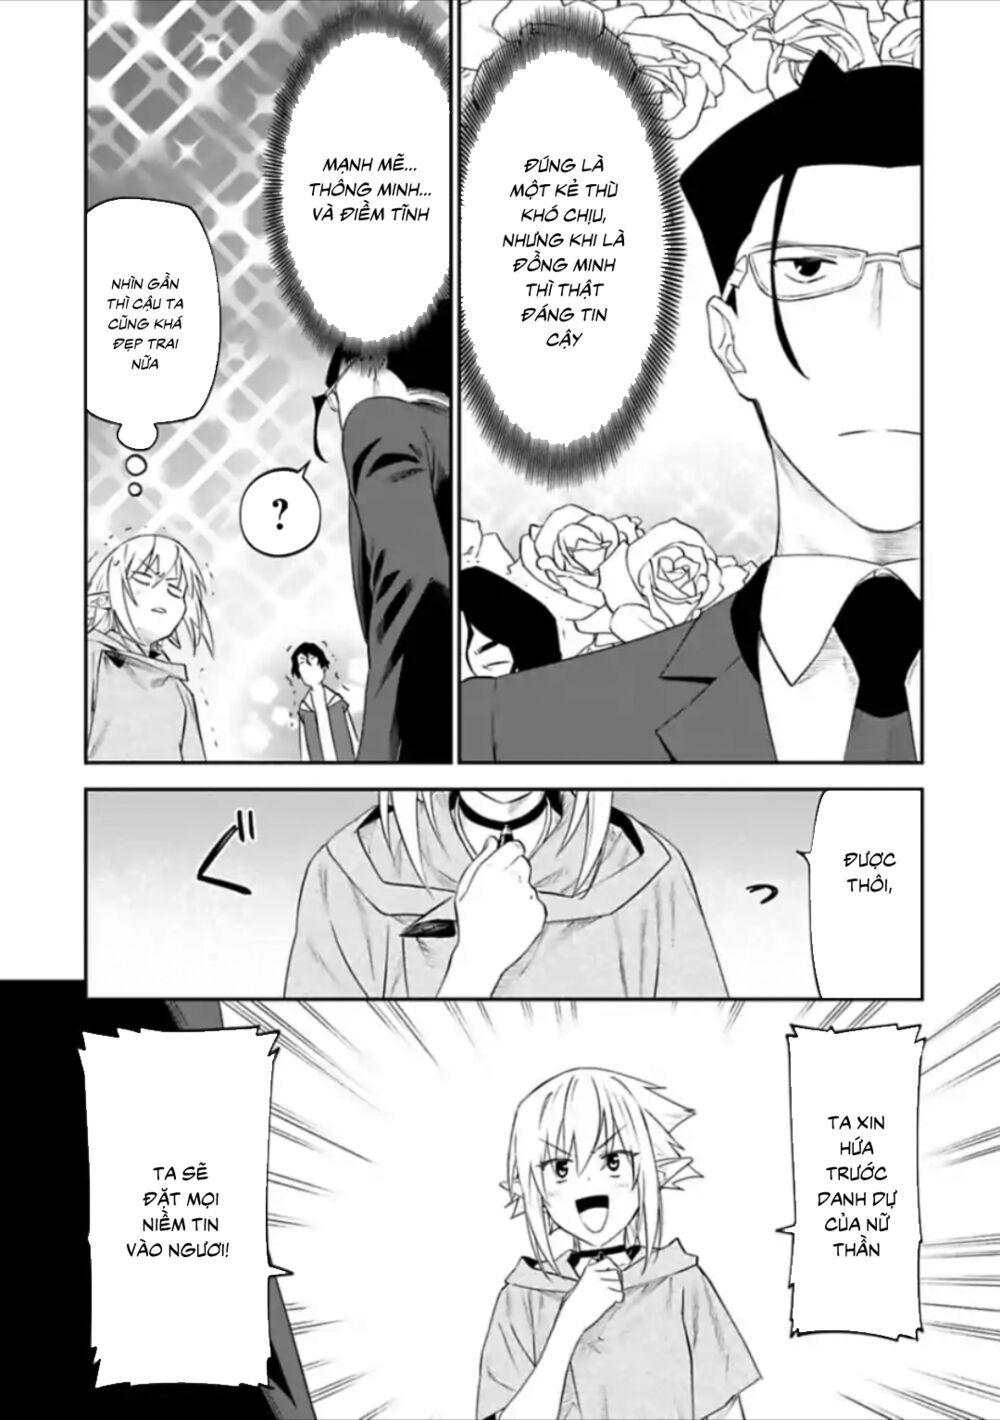 ĐÚNG LÀ
MỘT KẺ THÙ
KHÓ CHỊU,
NHƯNG KHI LÀ
ĐỒNG MINH
THÌ THẬT
ĐÁNG TIN
CẬY
MẠNH MẼ...
THÔNG MINH...
VÀ ĐIỀM TĨNH
NHÌN GẦN
THÌ CẬU TA
CŨNG KHÁ
ĐẸP TRAI
NỮA
?
ĐƯỢC
THÔI,
TA XIN
HỨA
TRƯỚC
DANH DỰ
CỦA NỮ
THẦN
TA SẼ
ĐẶT MỌI
NIỀM TIN
VÀO NGƯƠI!